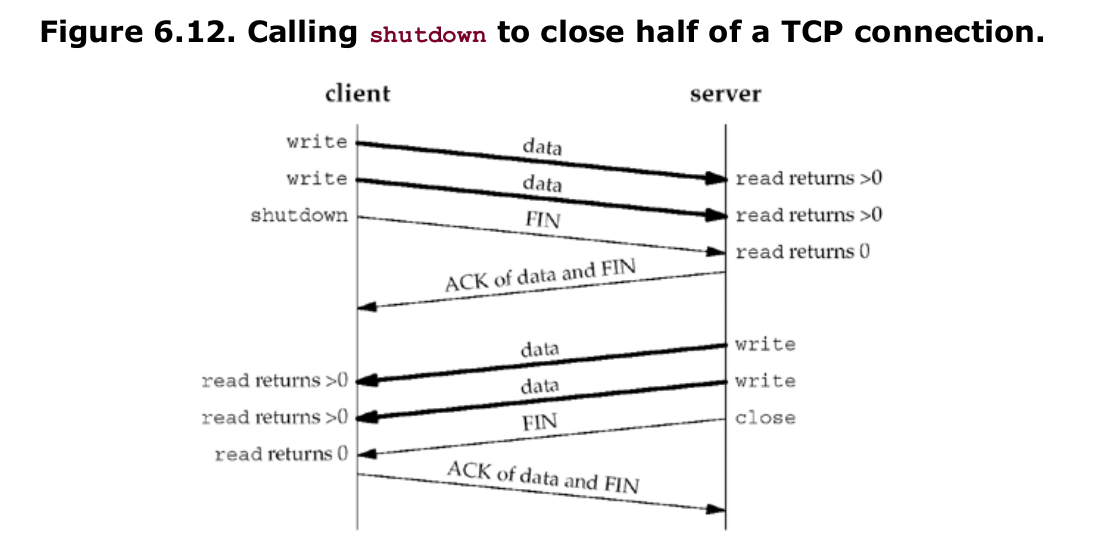 Figure 6.12. Calling shutdown to close half of a TCP connection.
client
server
write
data
read returns >0
write
data
read returns >0
shutdown
FIN
read returns 0
ACK of data and FIN
data
write
read returns >0
data
write
read returns >0
FIN
close
read returns 0
ACK of data and FIN